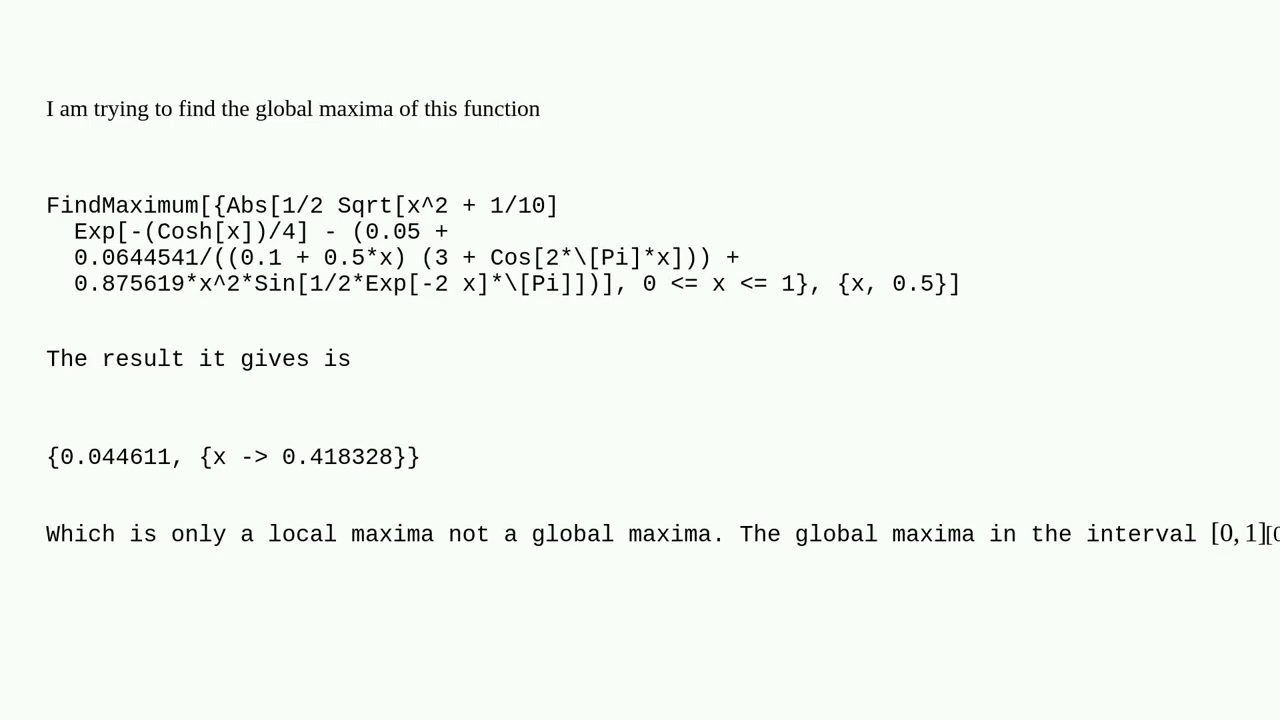 I am trying to find the global maxima of this function
FindMaximum[{Abs[1/2 Sqrt[x^2 + 1/10]
Exp[-(Cosh[x])/4] - (0.05 +
0.0644541/((0.1 + 0.5*x) (3 + Cos[2*\[Pi]*x])) +
0.875619*x^2*Sin[1/2*Exp[-2 x]*\[Pi]])], 0 <= x <= 1}, {x, 0.5}]
The result it gives is
{0.044611, {x -> 0.418328}}
Which is only a local maxima not a global maxima. The global maxima in the interval [0, 1][0